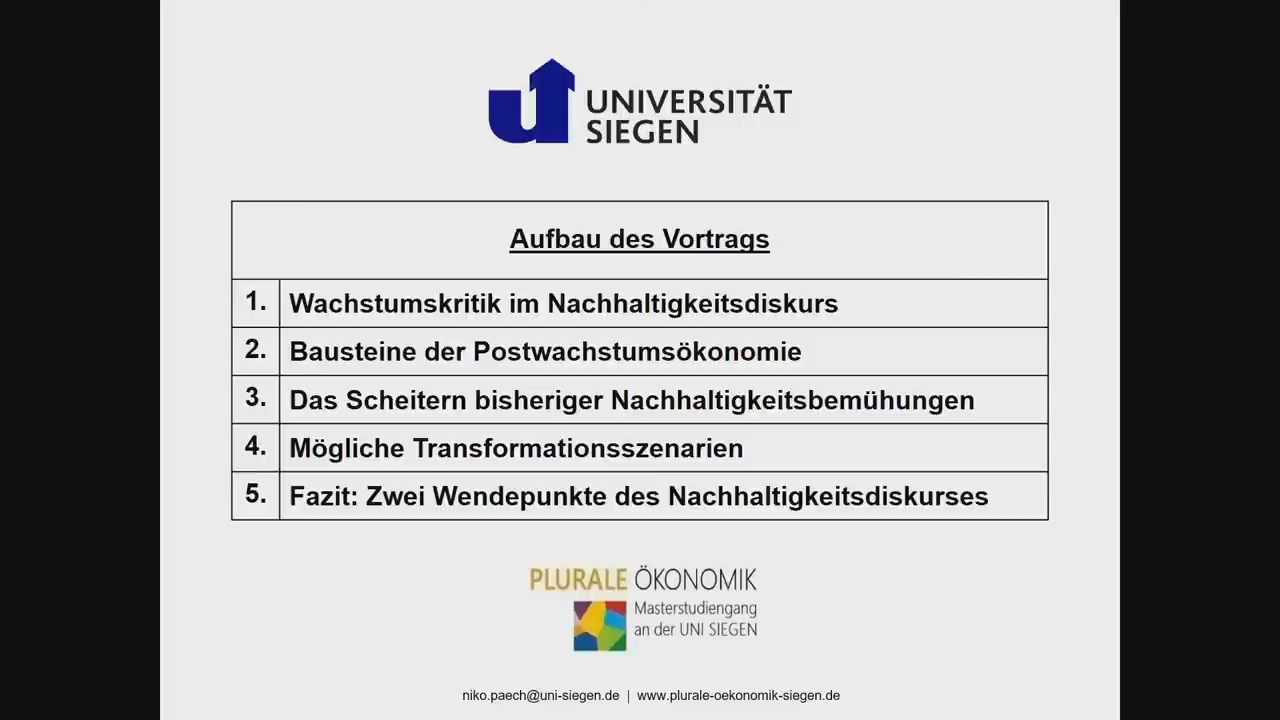 UNIVERSITÄT
SIEGEN
Aufbau des Vortrags
1. Wachstumskritik im Nachhaltigkeitsdiskurs
2. Bausteine der Postwachstumsökonomie
3. Das Scheitern bisheriger Nachhaltigkeitsbemühungen
4. Mögliche Transformationsszenarien
5. Fazit: Zwei Wendepunkte des Nachhaltigkeitsdiskurses
PLURALE ÖKONOMIK
Masterstudiengang
an der UNI SIEGEN
niko.paech@uni-siegen.de | www.plurale-oekonomik-siegen.de